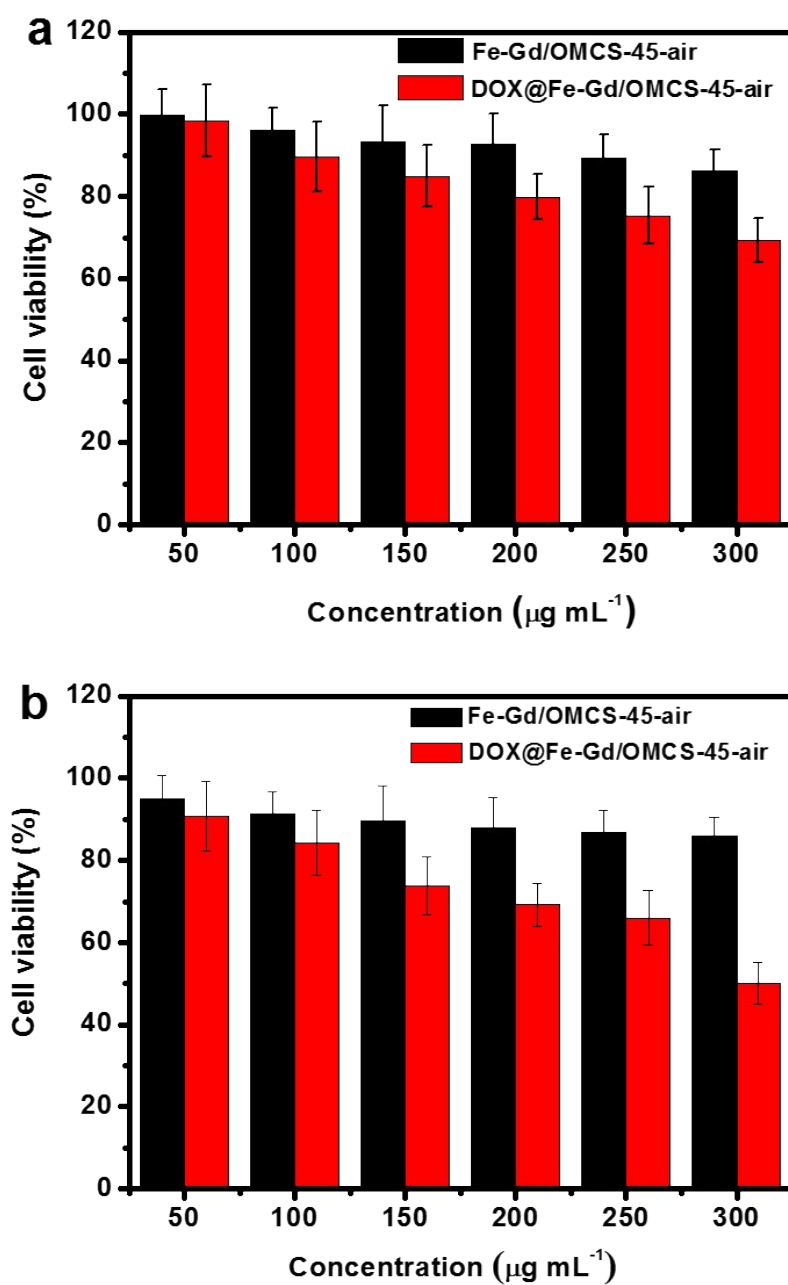 a
120
100
80
60
40
20
0
Cell viability (%)
Fe-Gd/OMCS-45-air
DOX@Fe-Gd/OMCS-45-air
50 100 150 200 250 300
Concentration (µg mL⁻¹)
b
120
100
80
60
40
20
0
Cell viability (%)
Fe-Gd/OMCS-45-air
DOX@Fe-Gd/OMCS-45-air
50 100 150 200 250 300
Concentration (µg mL⁻¹)